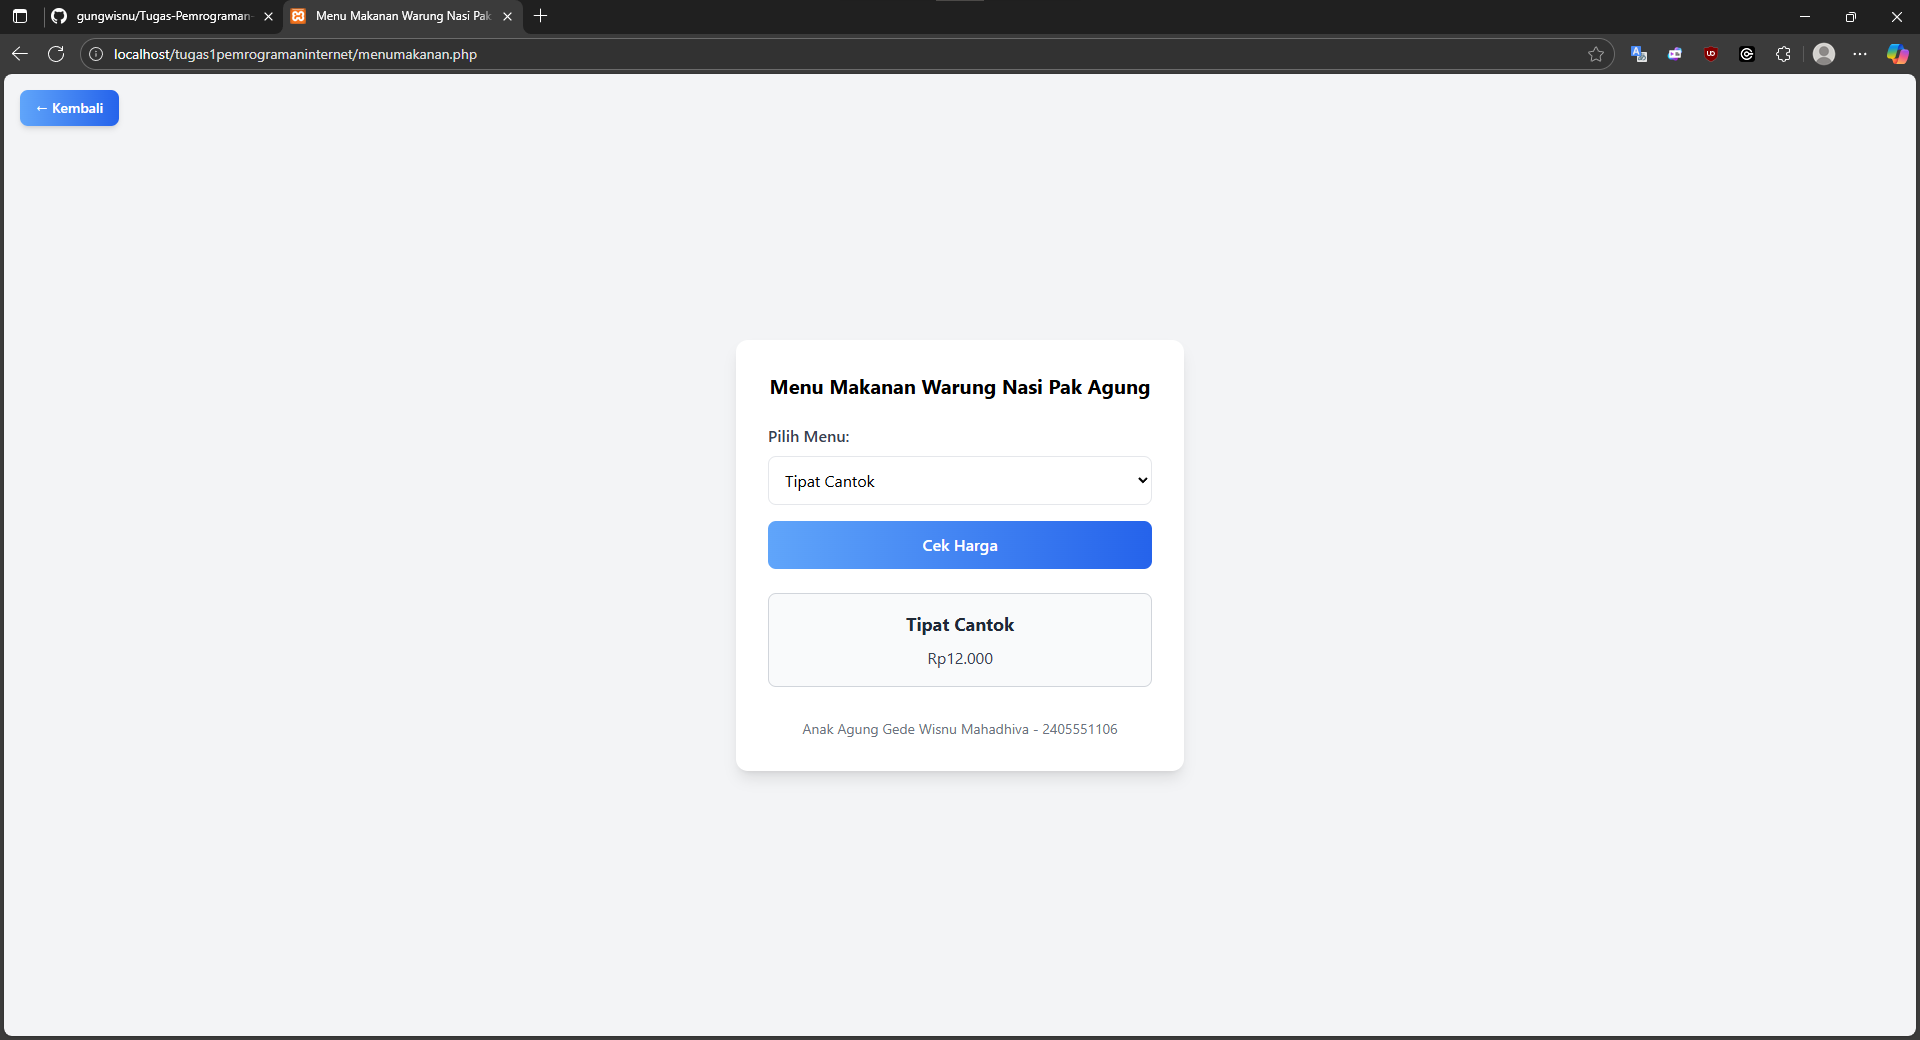 gungwisnu/Tugas-Pemrograman-
Menu Makanan Warung Nasi Pak
localhost/tugas1pemrogramaninternet/menumakanan.php
← Kembali
Menu Makanan Warung Nasi Pak Agung
Pilih Menu:
Tipat Cantok
Cek Harga
Tipat Cantok
Rp12.000
Anak Agung Gede Wisnu Mahadhiva - 2405551106